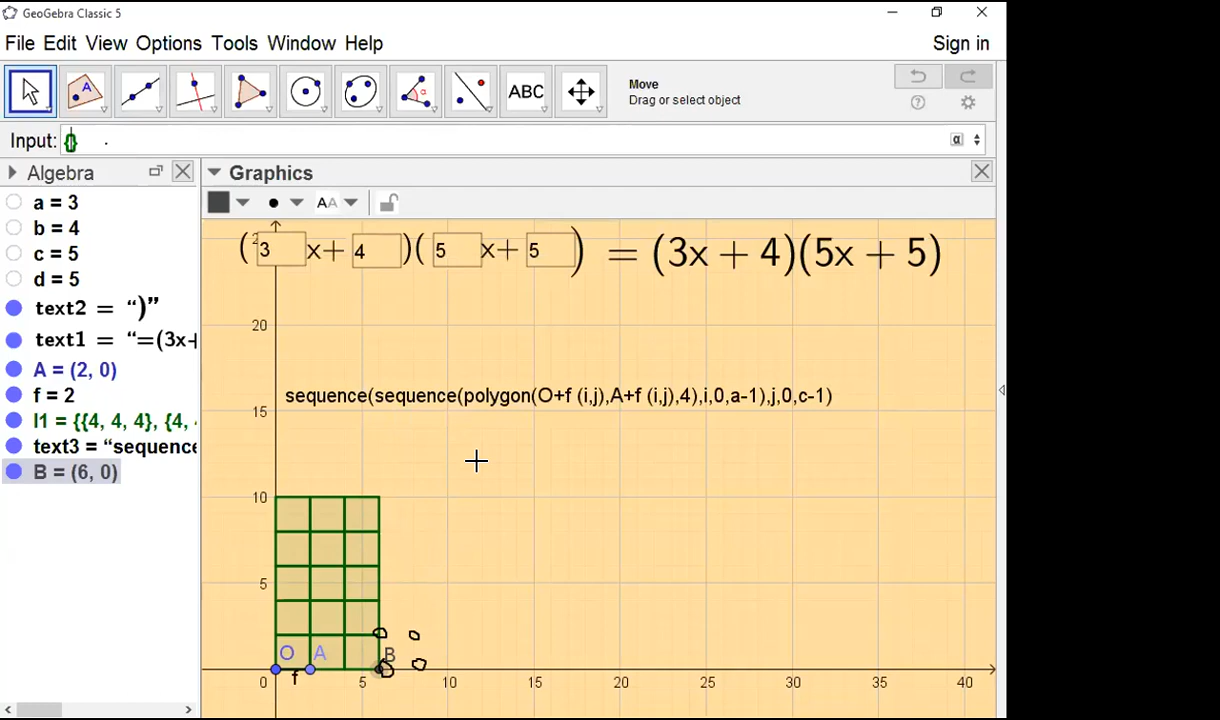 GeoGebra Classic 5
File Edit View Options Tools Window Help Sign in
A α ABC Move
Drag or select object
Input: {} α
Algebra Graphics
AA
a = 3
b = 4
c = 5
d = 5
text2 = “)”
text1 = “=(3x+
A = (2, 0)
f = 2
l1 = {{4, 4, 4}, {4, 4
text3 = “sequence
B = (6, 0)
( 3 x+ 4 )( 5 x+ 5 ) =(3x + 4)(5x + 5)
20
sequence(sequence(polygon(O+f (i,j),A+f (i,j),4),i,0,a-1),j,0,c-1)
15
10
5
O A B
f
0 5 10 15 20 25 30 35 40